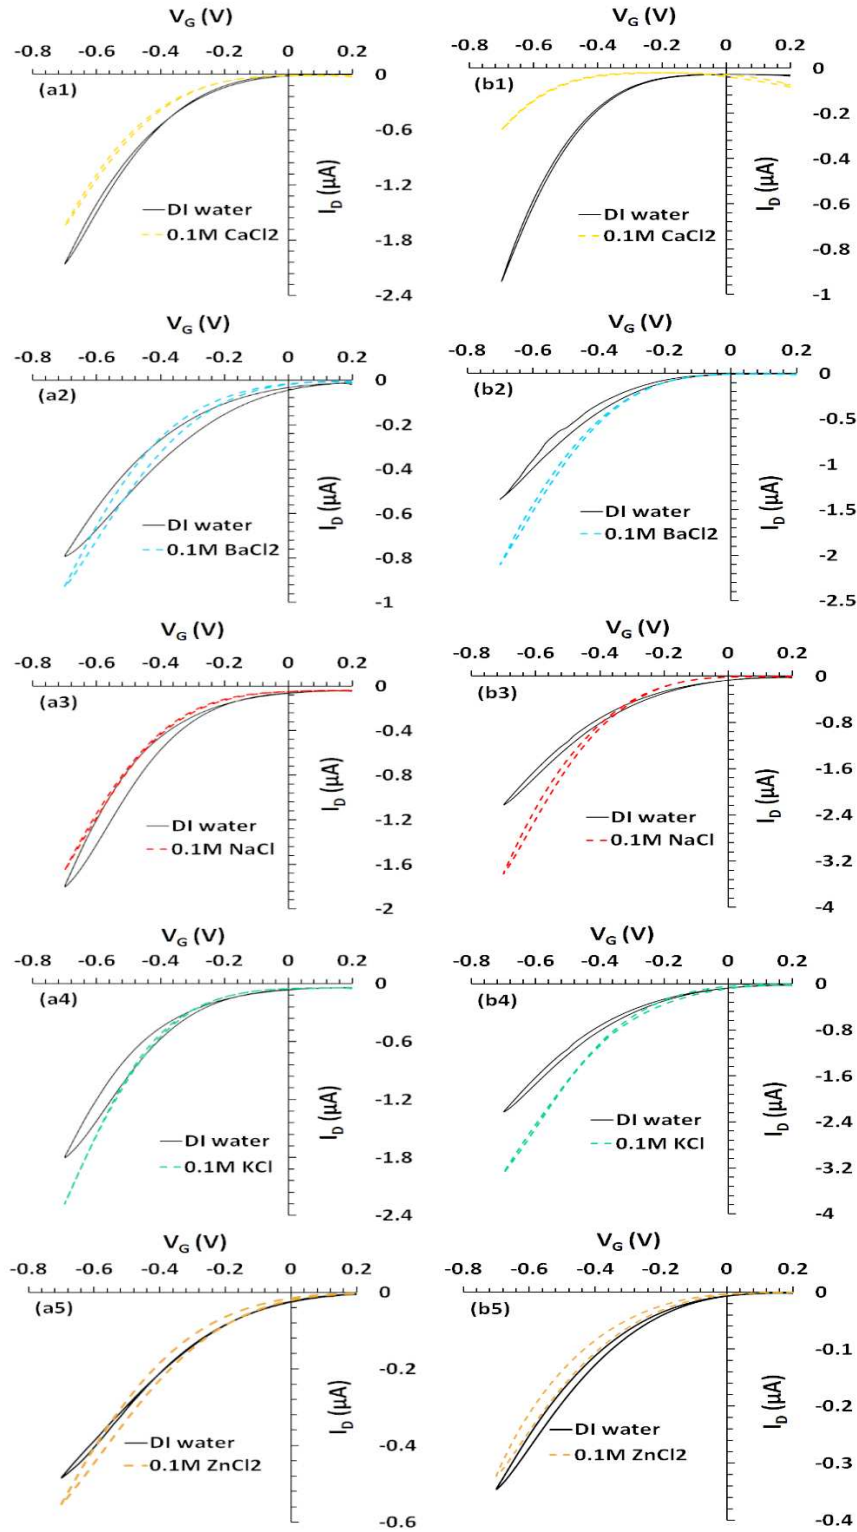 V_G (V)
-0.8 -0.6 -0.4 -0.2 0 0.2
(a1)
0
-0.6
-1.2
-1.8
-2.4
I_D (µA)
DI water
0.1M CaCl2
V_G (V)
-0.8 -0.6 -0.4 -0.2 0 0.2
(b1)
0
-0.2
-0.4
-0.6
-0.8
-1
I_D (µA)
DI water
0.1M CaCl2
V_G (V)
-0.8 -0.6 -0.4 -0.2 0 0.2
(a2)
0
-0.2
-0.4
-0.6
-0.8
-1
I_D (µA)
DI water
0.1M BaCl2
V_G (V)
-0.8 -0.6 -0.4 -0.2 0 0.2
(b2)
0
-0.5
-1
-1.5
-2
-2.5
I_D (µA)
DI water
0.1M BaCl2
V_G (V)
-0.8 -0.6 -0.4 -0.2 0 0.2
(a3)
0
-0.4
-0.8
-1.2
-1.6
-2
I_D (µA)
DI water
0.1M NaCl
V_G (V)
-0.8 -0.6 -0.4 -0.2 0 0.2
(b3)
0
-0.8
-1.6
-2.4
-3.2
-4
I_D (µA)
DI water
0.1M NaCl
V_G (V)
-0.8 -0.6 -0.4 -0.2 0 0.2
(a4)
0
-0.6
-1.2
-1.8
-2.4
I_D (µA)
DI water
0.1M KCl
V_G (V)
-0.8 -0.6 -0.4 -0.2 0 0.2
(b4)
0
-0.8
-1.6
-2.4
-3.2
-4
I_D (µA)
DI water
0.1M KCl
V_G (V)
-0.8 -0.6 -0.4 -0.2 0 0.2
(a5)
0
-0.2
-0.4
-0.6
I_D (µA)
DI water
0.1M ZnCl2
V_G (V)
-0.8 -0.6 -0.4 -0.2 0 0.2
(b5)
0
-0.1
-0.2
-0.3
-0.4
I_D (µA)
DI water
0.1M ZnCl2